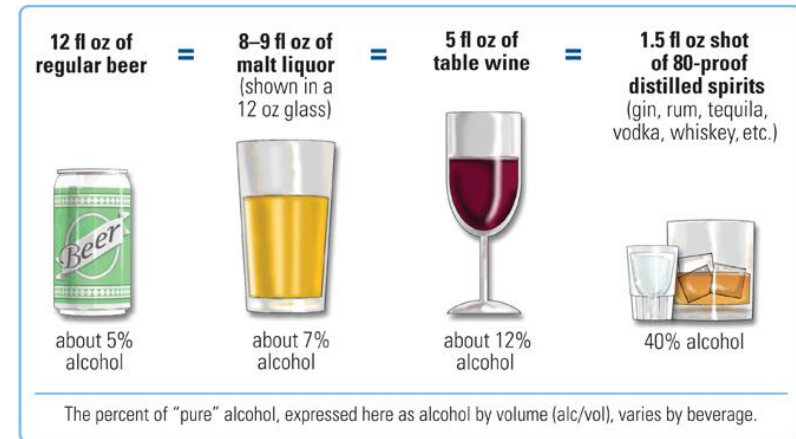 12 fl oz of
regular beer
=
8–9 fl oz of
malt liquor
(shown in a
12 oz glass)
=
5 fl oz of
table wine
=
1.5 fl oz shot
of 80-proof
distilled spirits
(gin, rum, tequila,
vodka, whiskey, etc.)
Beer
about 5%
alcohol
about 7%
alcohol
about 12%
alcohol
40% alcohol
The percent of “pure” alcohol, expressed here as alcohol by volume (alc/vol), varies by beverage.